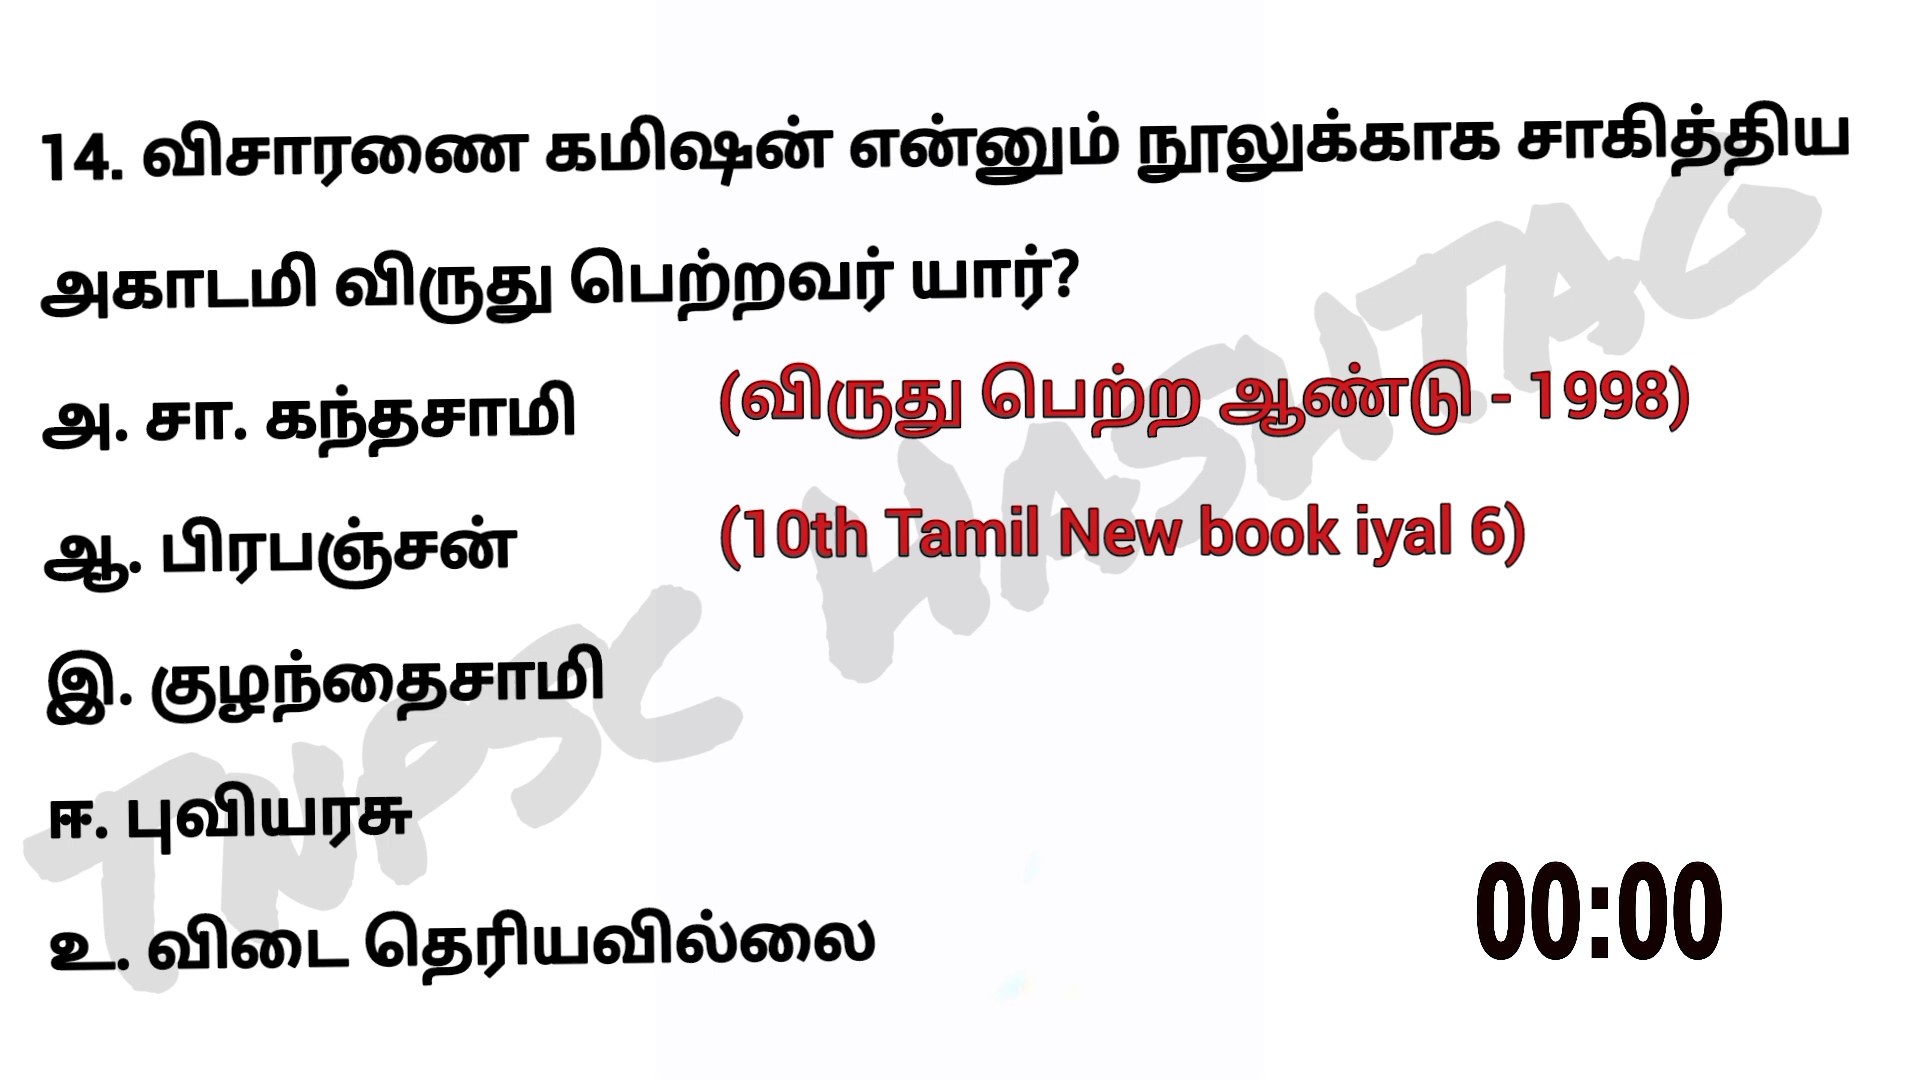 14. விசாரணை கமிஷன் என்னும் நூலுக்காக சாகித்திய
அகாடமி விருது பெற்றவர் யார்?
அ. சா. கந்தசாமி (விருது பெற்ற ஆண்டு - 1998)
ஆ. பிரபஞ்சன் (10th Tamil New book iyal 6)
இ. குழந்தைசாமி
ஈ. புவியரசு
உ. விடை தெரியவில்லை
00:00
TNPSC HASHTAG